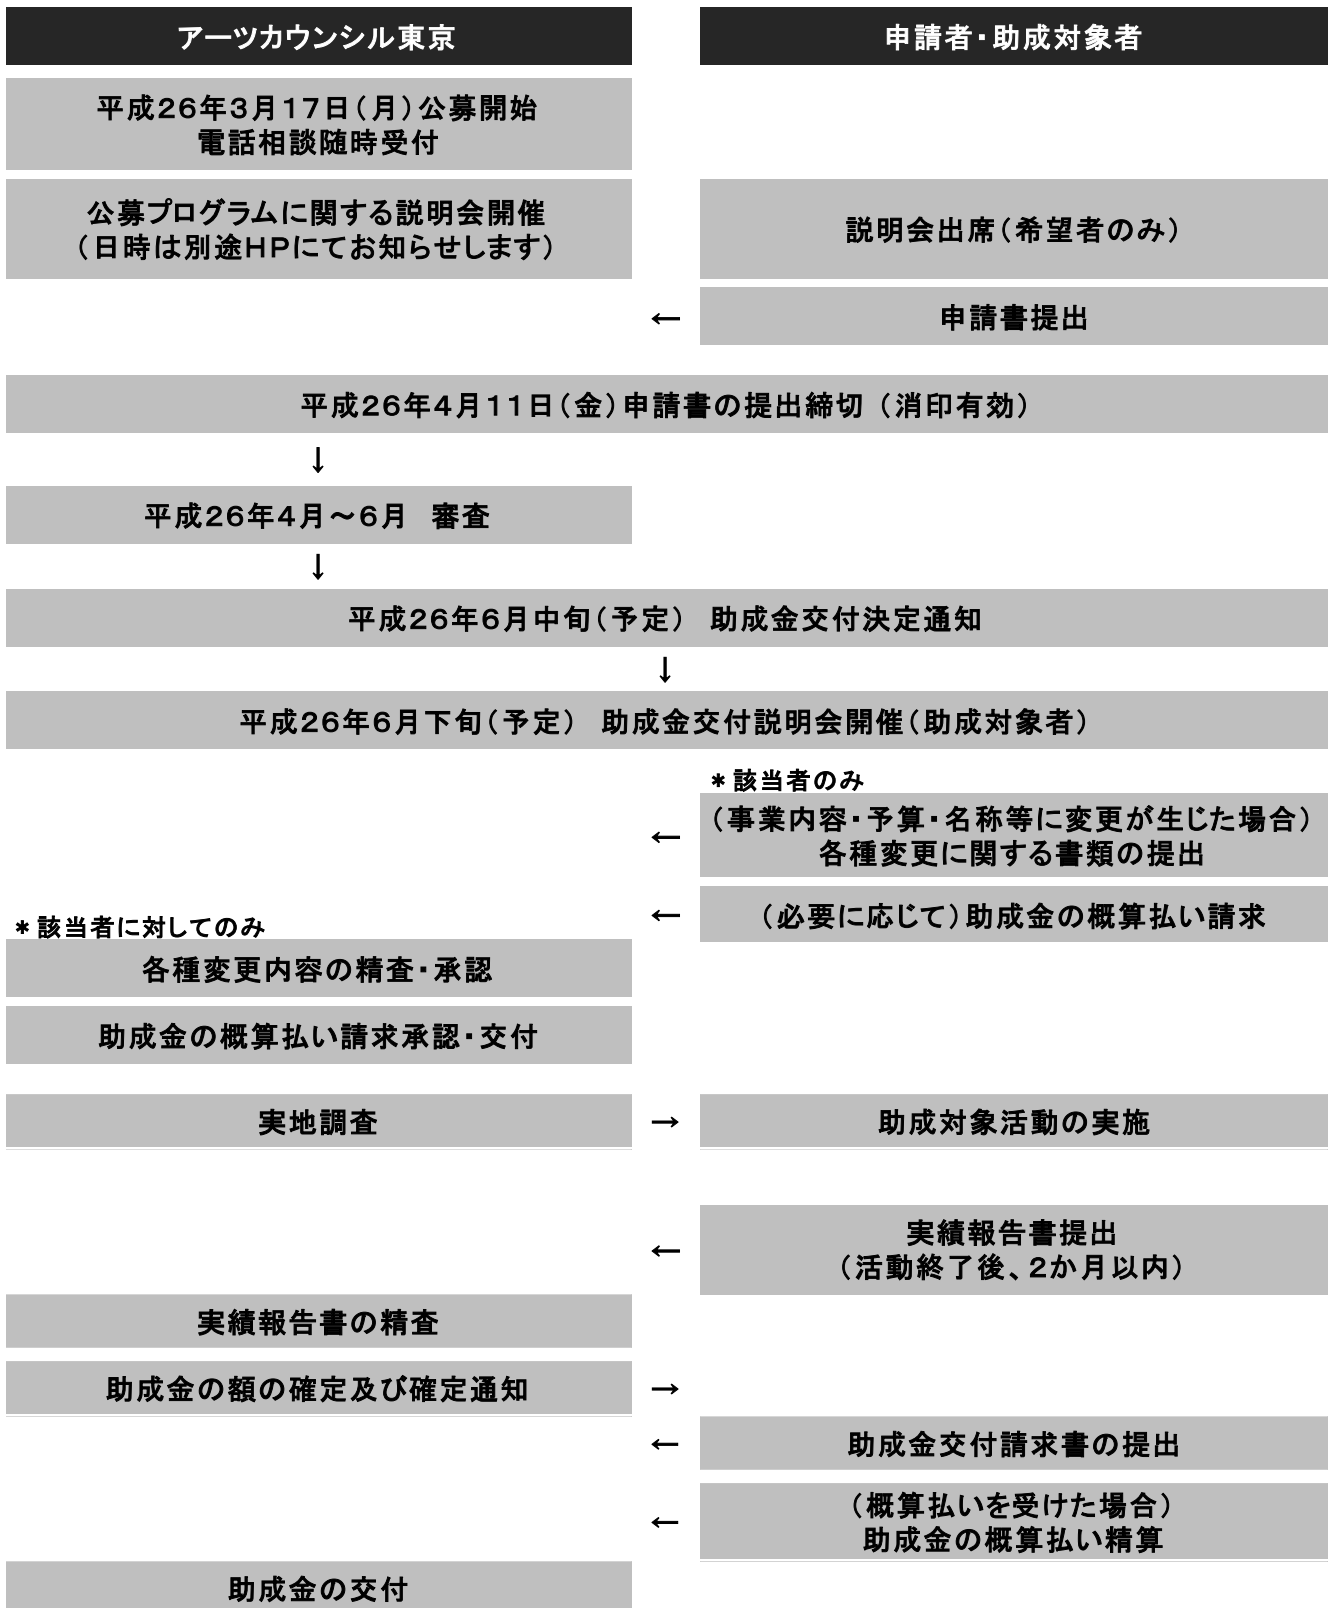 アーツカウンシル東京
申請者・助成対象者
平成26年3月17日（月）公募開始
電話相談随時受付
公募プログラムに関する説明会開催
（日時は別途HPにてお知らせします）
説明会出席（希望者のみ）
←
申請書提出
平成26年4月11日（金）申請書の提出締切（消印有効）
↓
平成26年4月～6月　審査
↓
平成26年6月中旬（予定）　助成金交付決定通知
↓
平成26年6月下旬（予定）　助成金交付説明会開催（助成対象者）
＊該当者のみ
←
（事業内容・予算・名称等に変更が生じた場合）
各種変更に関する書類の提出
←
（必要に応じて）助成金の概算払い請求
＊該当者に対してのみ
各種変更内容の精査・承認
助成金の概算払い請求承認・交付
実地調査
→
助成対象活動の実施
←
実績報告書提出
（活動終了後、2か月以内）
実績報告書の精査
助成金の額の確定及び確定通知
→
←
助成金交付請求書の提出
←
（概算払いを受けた場合）
助成金の概算払い精算
助成金の交付